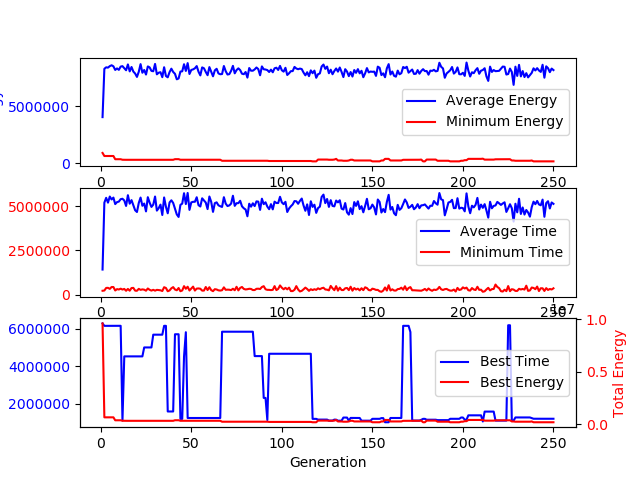 5000000
0
Average Energy
Minimum Energy
0 50 100 150 200 250
5000000
2500000
0
Average Time
Minimum Time
0 50 100 150 200 250
1e7
6000000
4000000
2000000
Best Time
Best Energy
1.0
0.5
0.0
Total Energy
0 50 100 150 200 250
Generation